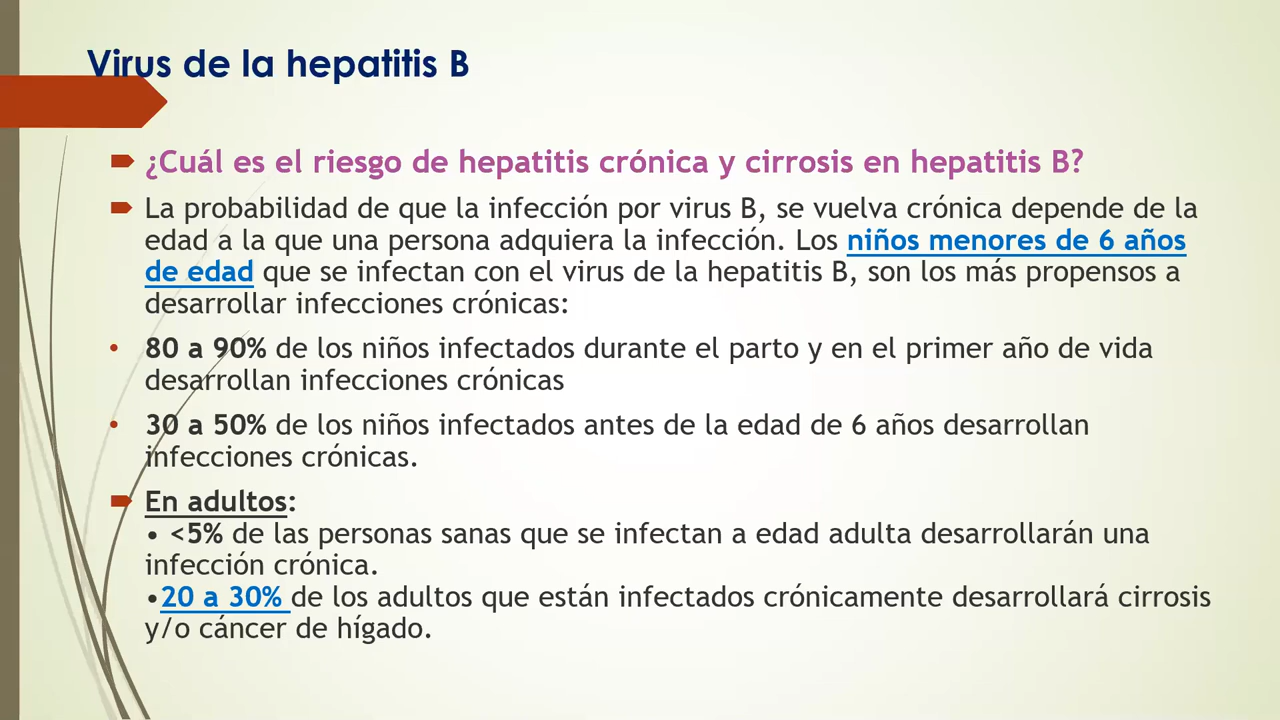 Virus de la hepatitis B
¿Cuál es el riesgo de hepatitis crónica y cirrosis en hepatitis B?
La probabilidad de que la infección por virus B, se vuelva crónica depende de la
edad a la que una persona adquiera la infección. Los niños menores de 6 años
de edad que se infectan con el virus de la hepatitis B, son los más propensos a
desarrollar infecciones crónicas:
• 80 a 90% de los niños infectados durante el parto y en el primer año de vida
desarrollan infecciones crónicas
• 30 a 50% de los niños infectados antes de la edad de 6 años desarrollan
infecciones crónicas.
En adultos:
• <5% de las personas sanas que se infectan a edad adulta desarrollarán una
infección crónica.
•20 a 30% de los adultos que están infectados crónicamente desarrollará cirrosis
y/o cáncer de hígado.